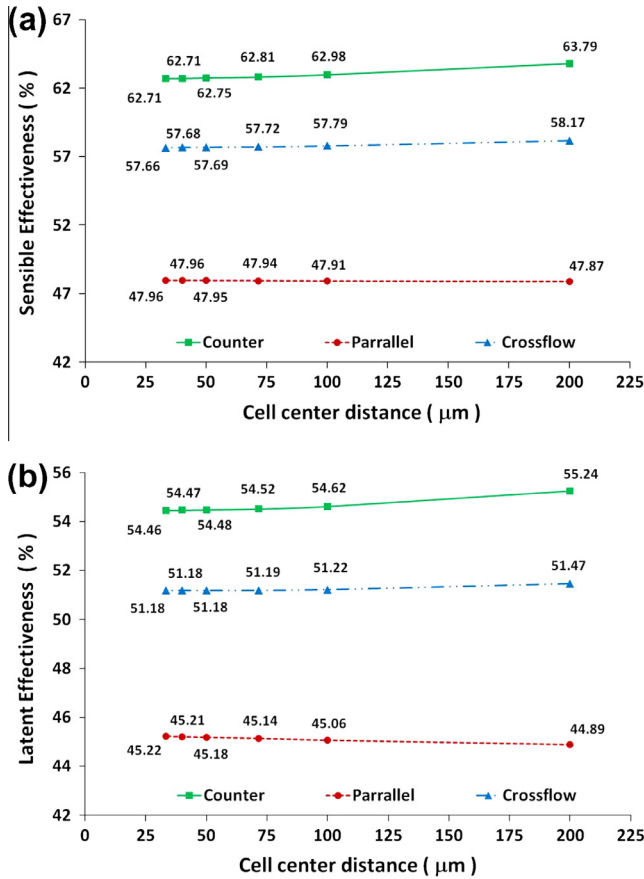 (a)
67
62
57
52
47
42
Sensible Effectiveness ( % )
62.71 62.81 62.98 63.79
62.71 62.75
57.68 57.72 57.79 58.17
57.66 57.69
47.96 47.94 47.91 47.87
47.96 47.95
Counter Parrallel Crossflow
0 25 50 75 100 125 150 175 200 225
Cell center distance ( μm )
(b)
56
54
52
50
48
46
44
42
Latent Effectiveness ( % )
54.47 54.52 54.62 55.24
54.46 54.48
51.18 51.19 51.22 51.47
51.18 51.18
45.21 45.14 45.06 44.89
45.22 45.18
Counter Parrallel Crossflow
0 25 50 75 100 125 150 175 200 225
Cell center distance ( μm )